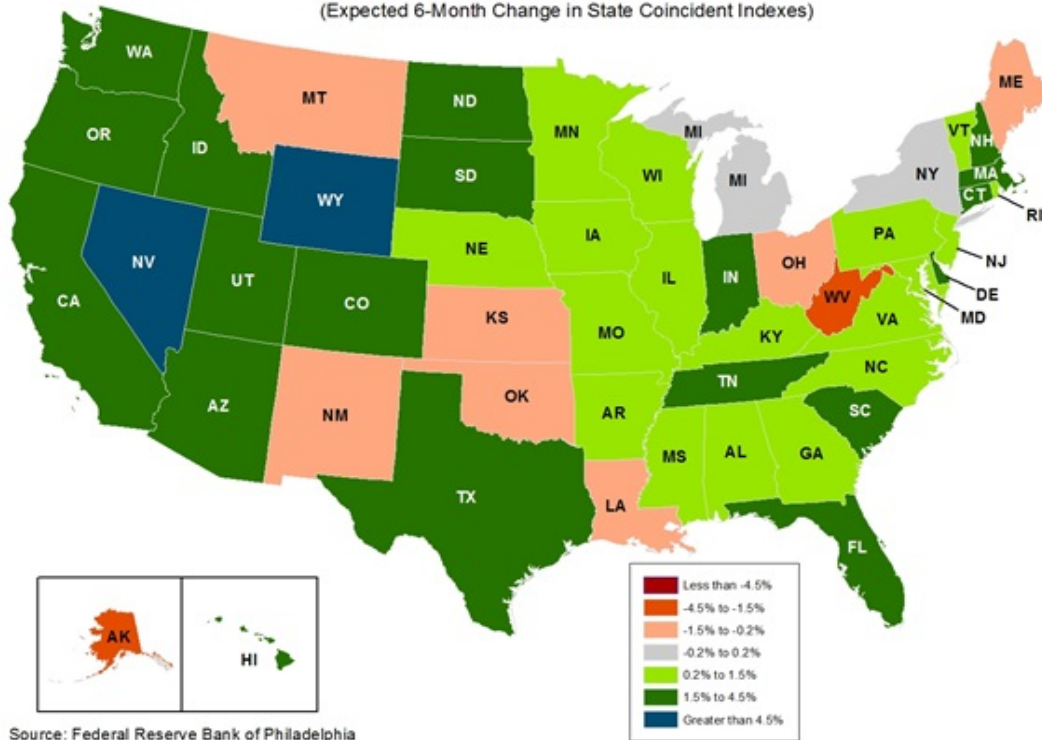 (Expected 6-Month Change in State Coincident Indexes)
WA
MT
ND
MN
ME
OR
ID
SD
WI
MI
MI
VT
NH
NY
MA
CT
RI
WY
NE
IA
PA
NJ
NV
UT
CO
IL
IN
OH
DE
MD
WV
VA
CA
KS
MO
KY
NC
AZ
NM
OK
AR
TN
SC
MS
AL
GA
TX
LA
FL
AK
HI
Less than -4.5%
-4.5% to -1.5%
-1.5% to -0.2%
-0.2% to 0.2%
0.2% to 1.5%
1.5% to 4.5%
Greater than 4.5%
Source: Federal Reserve Bank of Philadelphia